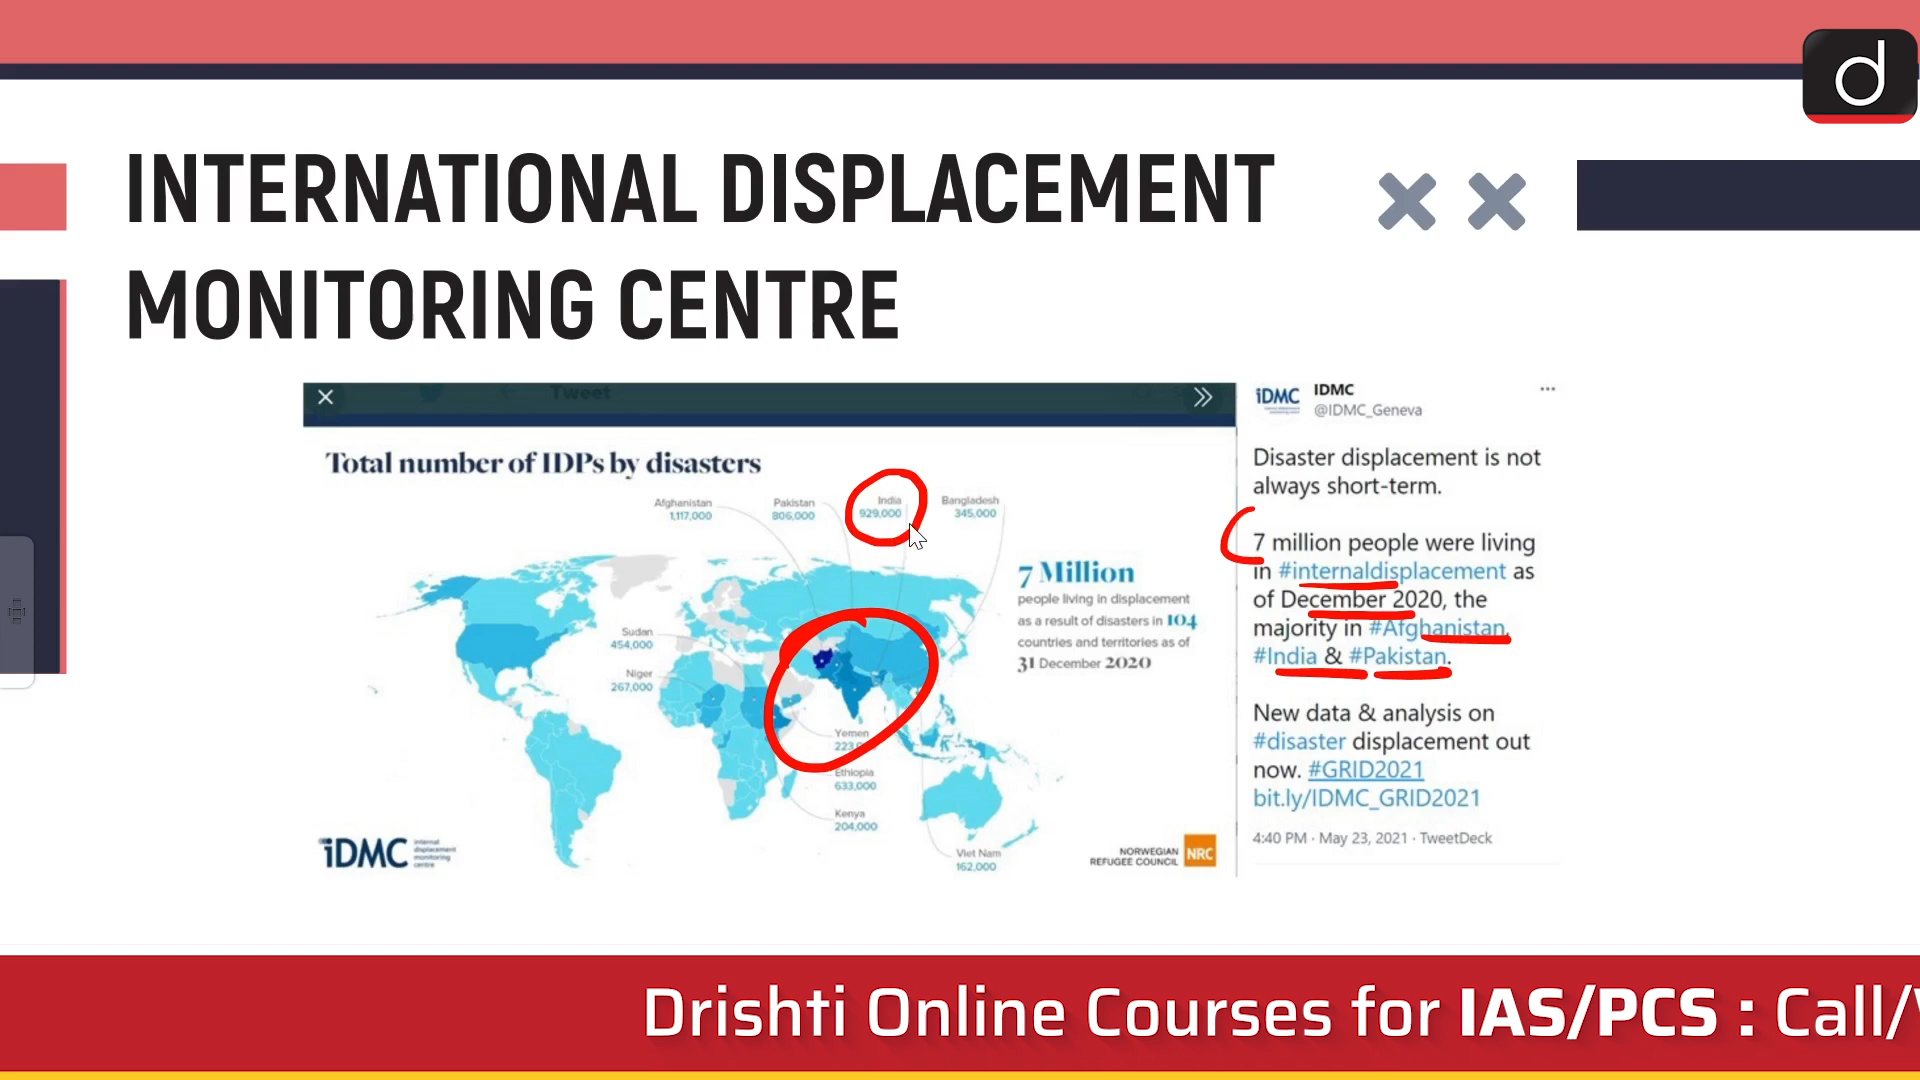 d
INTERNATIONAL DISPLACEMENT
MONITORING CENTRE
Tweet
Total number of IDPs by disasters
Afghanistan
1,117,000
Pakistan
806,000
India
929,000
Bangladesh
345,000
7 Million
people living in displacement
as a result of disasters in 104
countries and territories as of
31 December 2020
Sudan
454,000
Niger
267,000
Yemen
Ethiopia
633,000
Kenya
204,000
Viet Nam
162,000
iDMC
internal
displacement
monitoring
centre
NORWEGIAN
REFUGEE COUNCIL
NRC
iDMC
IDMC
@IDMC_Geneva
Disaster displacement is not
always short-term.
7 million people were living
in #internaldisplacement as
of December 2020, the
majority in #Afghanistan,
#India & #Pakistan.
New data & analysis on
#disaster displacement out
now. #GRID2021
bit.ly/IDMC_GRID2021
4:40 PM · May 23, 2021 · TweetDeck
Drishti Online Courses for IAS/PCS : Call/